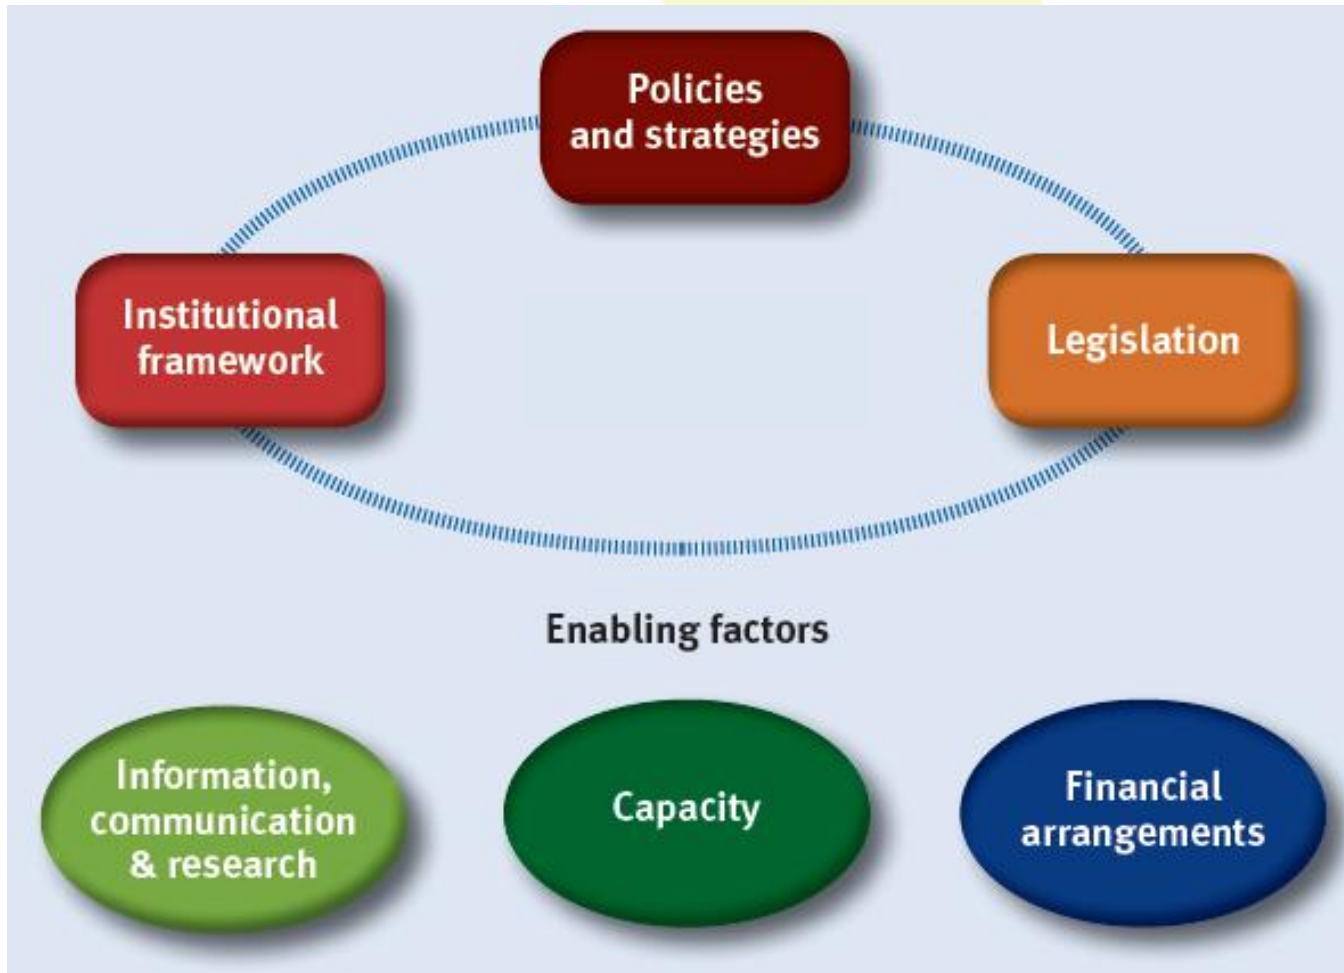 Policies
and strategies
Institutional
framework
Legislation
Enabling factors
Information,
communication
& research
Capacity
Financial
arrangements